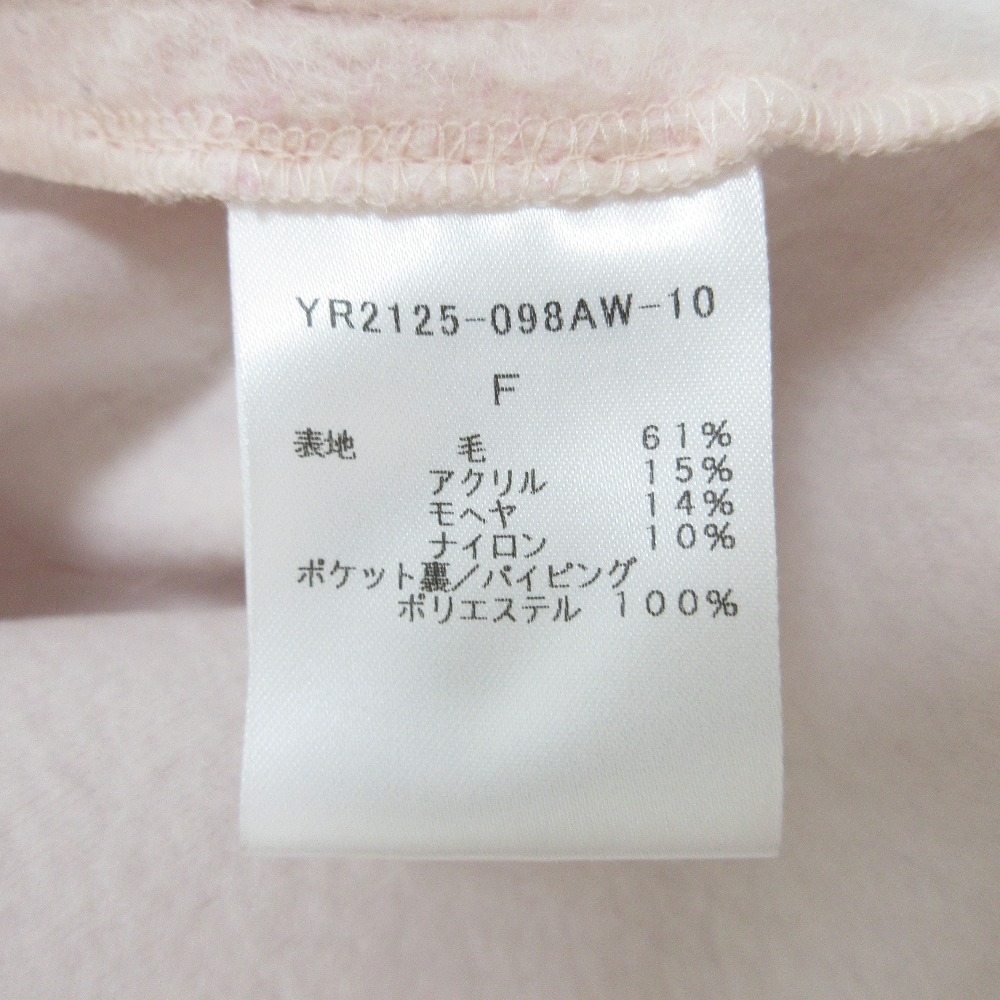 YR2125-098AW-10
F
表地 毛 61%
アクリル 15%
モヘヤ 14%
ナイロン 10%
ポケット裏/パイピング
ポリエステル 100%